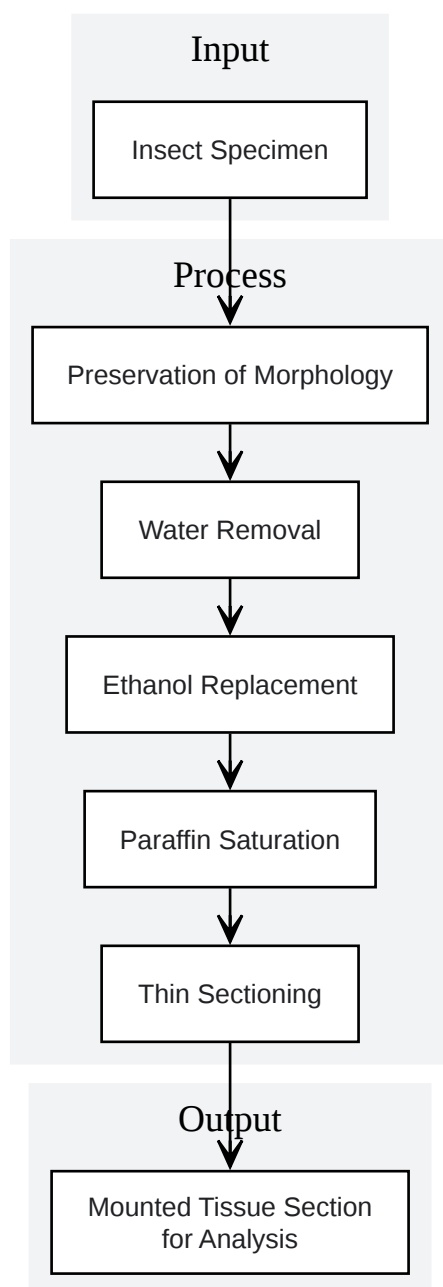 Input
Insect Specimen
Process
Preservation of Morphology
Water Removal
Ethanol Replacement
Paraffin Saturation
Thin Sectioning
Output
Mounted Tissue Section
for Analysis